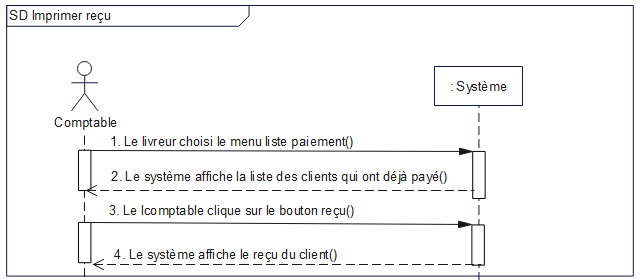 SD Imprimer reçu
: Système
Comptable
1. Le livreur choisi le menu liste paiement()
2. Le système affiche la liste des clients qui ont déjà payé()
3. Le lcomptable clique sur le bouton reçu()
4. Le système affiche le reçu du client()